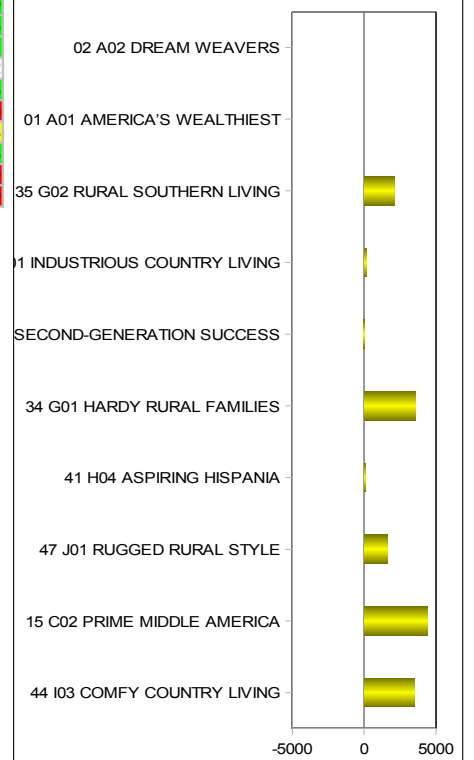 02 A02 DREAM WEAVERS
01 A01 AMERICA'S WEALTHIEST
35 G02 RURAL SOUTHERN LIVING
INDUSTRIOUS COUNTRY LIVING
SECOND-GENERATION SUCCESS
34 G01 HARDY RURAL FAMILIES
41 H04 ASPIRING HISPANIA
47 J01 RUGGED RURAL STYLE
15 C02 PRIME MIDDLE AMERICA
44 I03 COMFY COUNTRY LIVING
-5000 0 5000